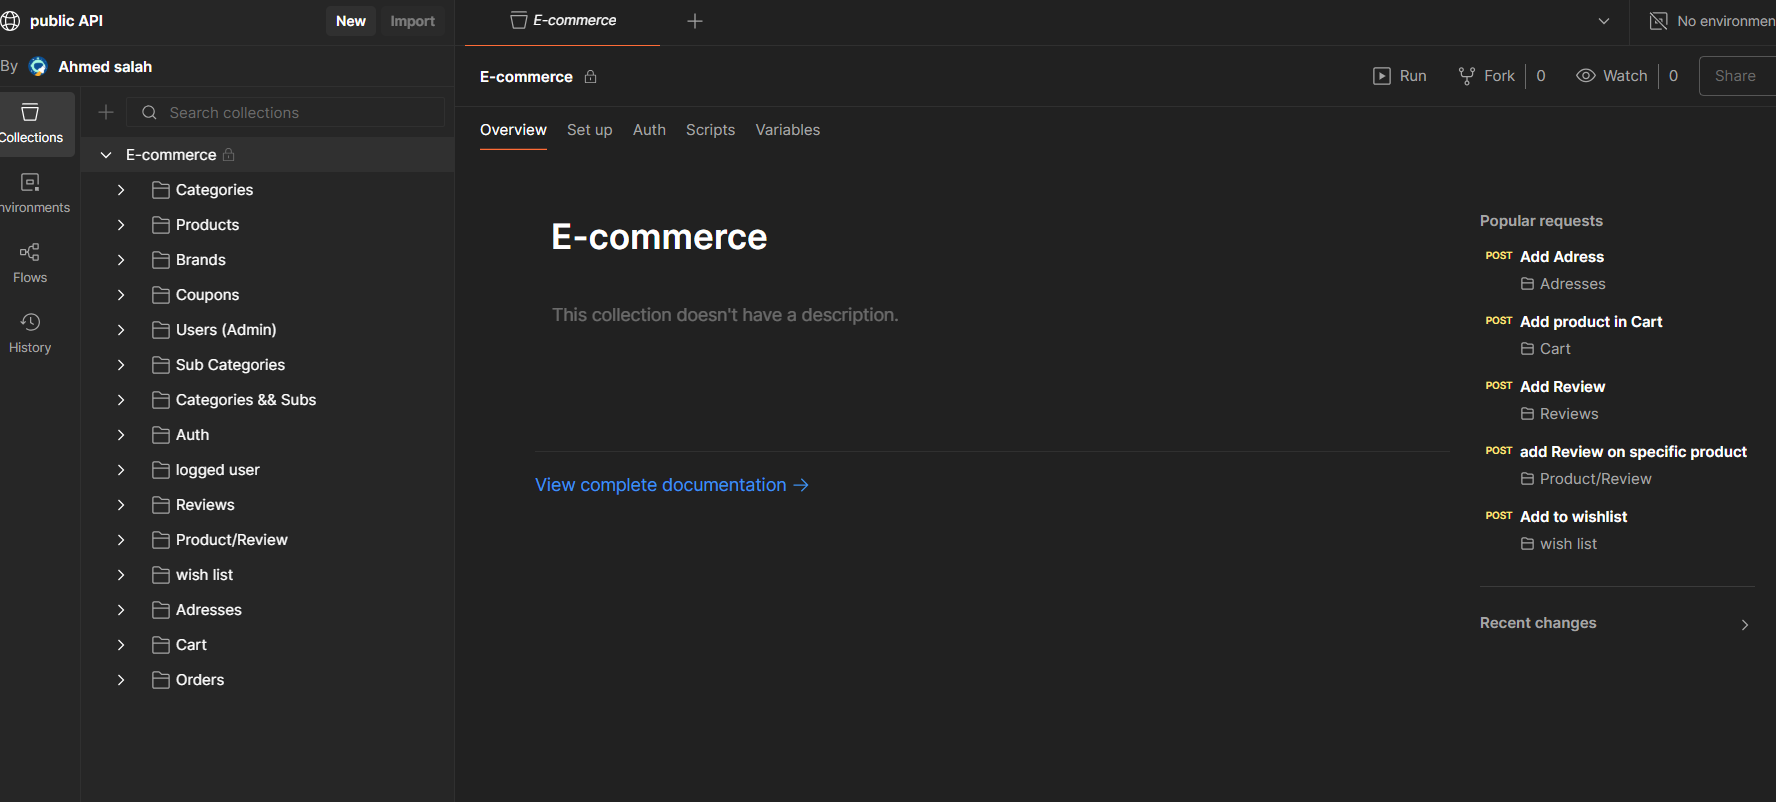 public API
New
Import
E-commerce
No environmen
By Ahmed salah
E-commerce
Run
Fork 0
Watch 0
Share
Collections
nvironments
Flows
History
Search collections
E-commerce
Categories
Products
Brands
Coupons
Users (Admin)
Sub Categories
Categories && Subs
Auth
logged user
Reviews
Product/Review
wish list
Adresses
Cart
Orders
Overview Set up Auth Scripts Variables
E-commerce
This collection doesn't have a description.
View complete documentation →
Popular requests
POST Add Adress
Adresses
POST Add product in Cart
Cart
POST Add Review
Reviews
POST add Review on specific product
Product/Review
POST Add to wishlist
wish list
Recent changes